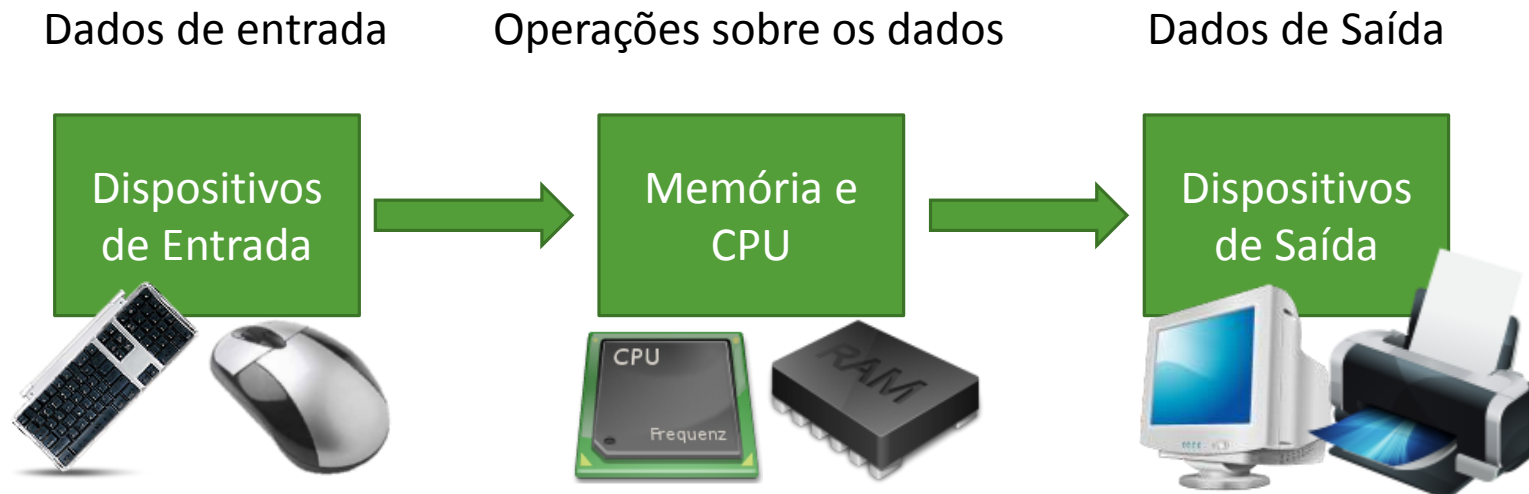 Dados de entrada
Operações sobre os dados
Dados de Saída
Dispositivos
de Entrada
Memória e
CPU
Dispositivos
de Saída
CPU
Frequenz
RAM